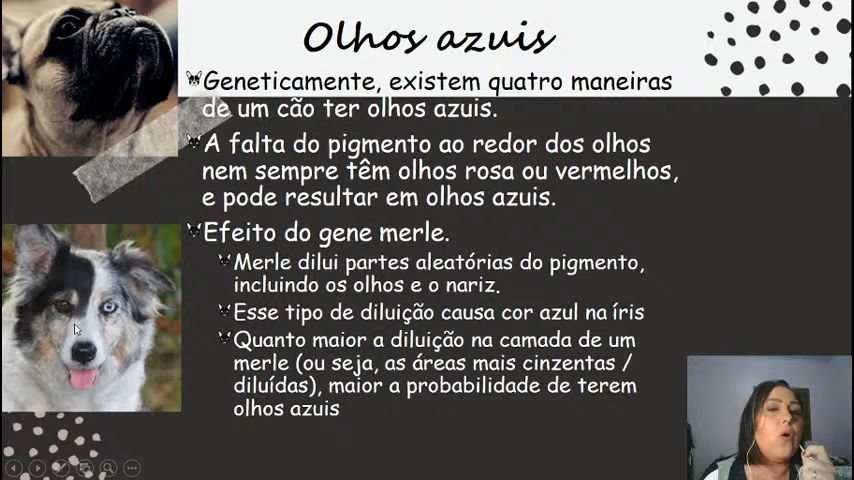 Olhos azuis
Geneticamente, existem quatro maneiras
de um cão ter olhos azuis.
A falta do pigmento ao redor dos olhos
nem sempre têm olhos rosa ou vermelhos,
e pode resultar em olhos azuis.
Efeito do gene merle.
Merle dilui partes aleatórias do pigmento,
incluindo os olhos e o nariz.
Esse tipo de diluição causa cor azul na íris
Quanto maior a diluição na camada de um
merle (ou seja, as áreas mais cinzentas /
diluídas), maior a probabilidade de terem
olhos azuis